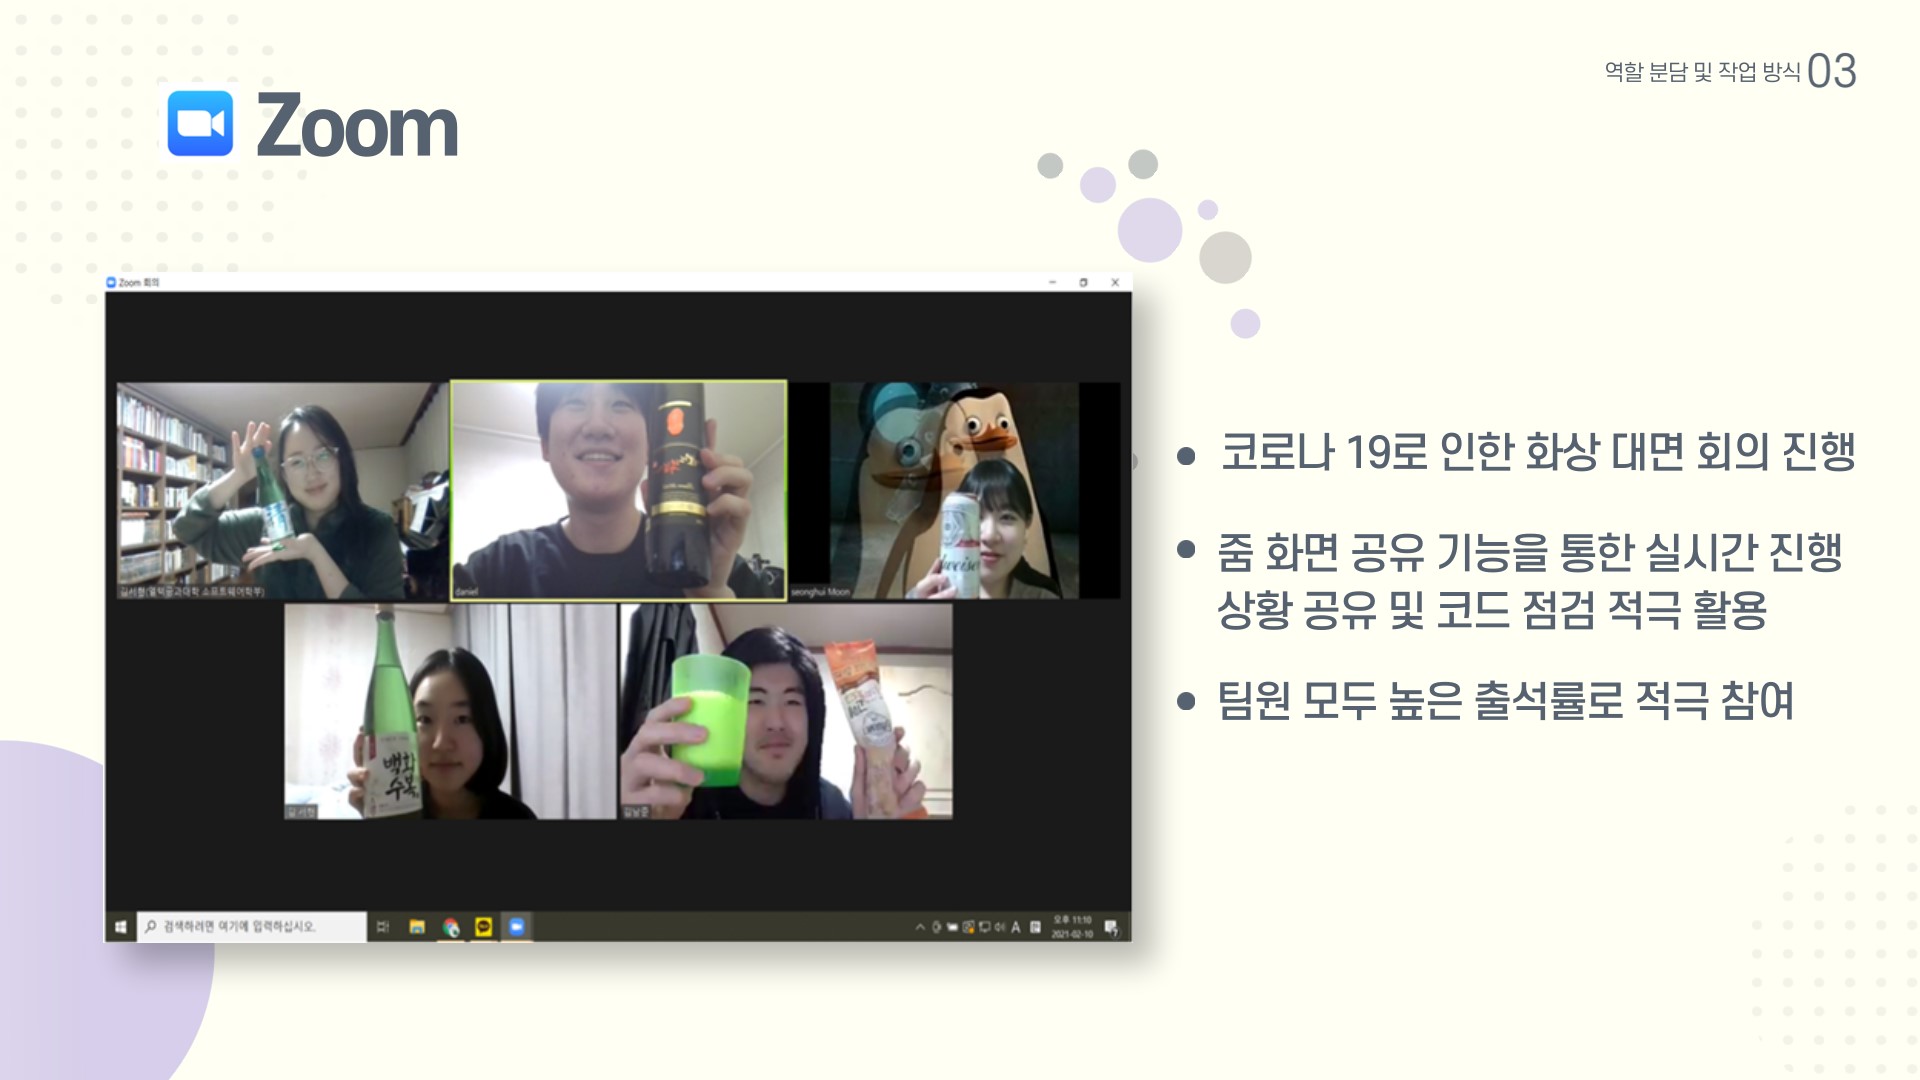 역할 분담 및 작업 방식 03
Zoom
Zoom 회의
daniel
seonghui Moon
백화
수복
김남준
코로나 19로 인한 화상 대면 회의 진행
줌 화면 공유 기능을 통한 실시간 진행
상황 공유 및 코드 점검 적극 활용
팀원 모두 높은 출석률로 적극 참여
검색하려면 여기에 입력하십시오.
A
오후 11:10
2021-02-10